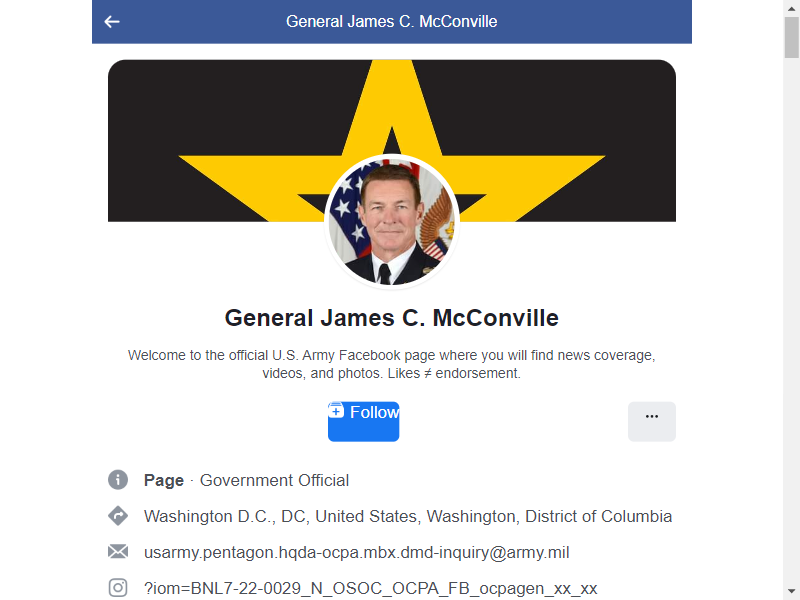 General James C. McConville
General James C. McConville
Welcome to the official U.S. Army Facebook page where you will find news coverage,
videos, and photos. Likes ≠ endorsement.
Follow
...
Page · Government Official
Washington D.C., DC, United States, Washington, District of Columbia
usarmy.pentagon.hqda-ocpa.mbx.dmd-inquiry@army.mil
?iom=BNL7-22-0029_N_OSOC_OCPA_FB_ocpagen_xx_xx